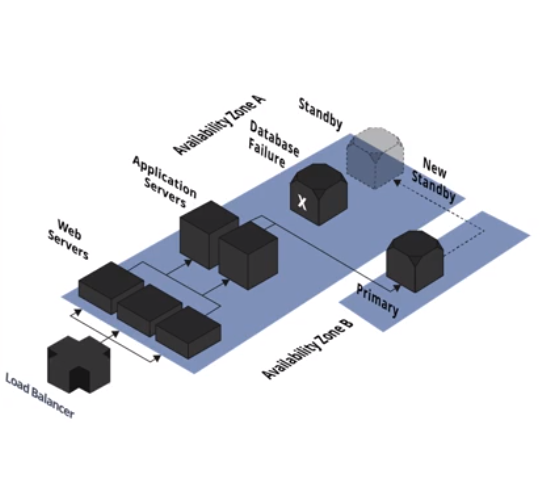 Availability Zone A
Standby
Database
Failure
New
Standby
Application
Servers
Web
Servers
X
Primary
Availability Zone B
Load Balancer